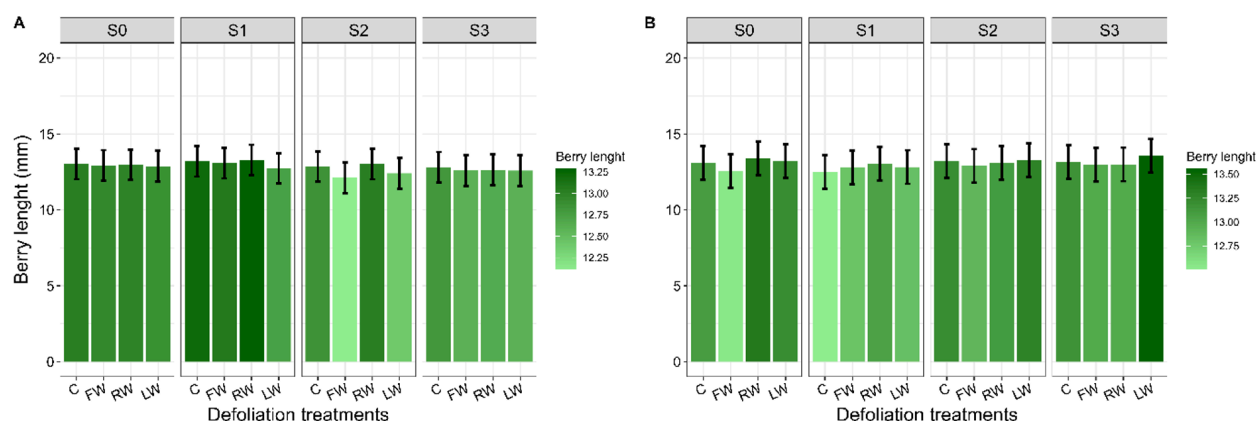 A
S0 S1 S2 S3
20
15
10
5
0
Berry lenght (mm)
C FW RW LW C FW RW LW C FW RW LW C FW RW LW
Defoliation treatments
Berry lenght
13.25
13.00
12.75
12.50
12.25
B
S0 S1 S2 S3
20
15
10
5
0
C FW RW LW C FW RW LW C FW RW LW C FW RW LW
Defoliation treatments
Berry lenght
13.50
13.25
13.00
12.75